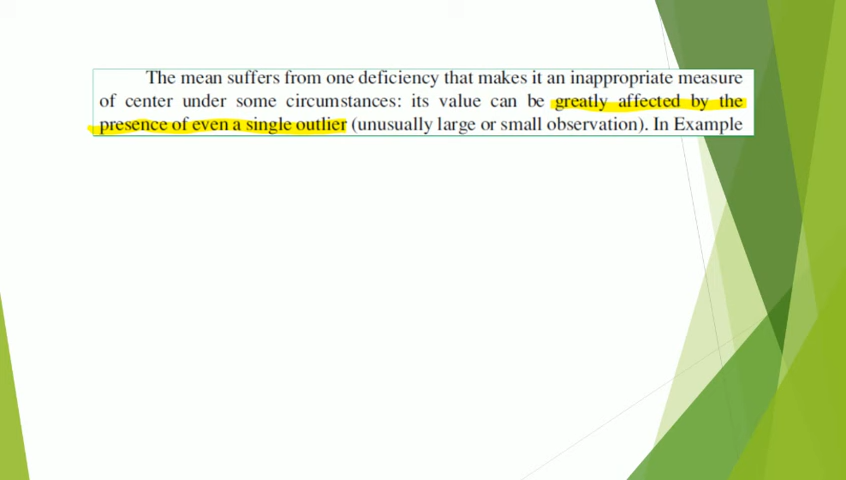 The mean suffers from one deficiency that makes it an inappropriate measure
of center under some circumstances: its value can be greatly affected by the
presence of even a single outlier (unusually large or small observation). In Example